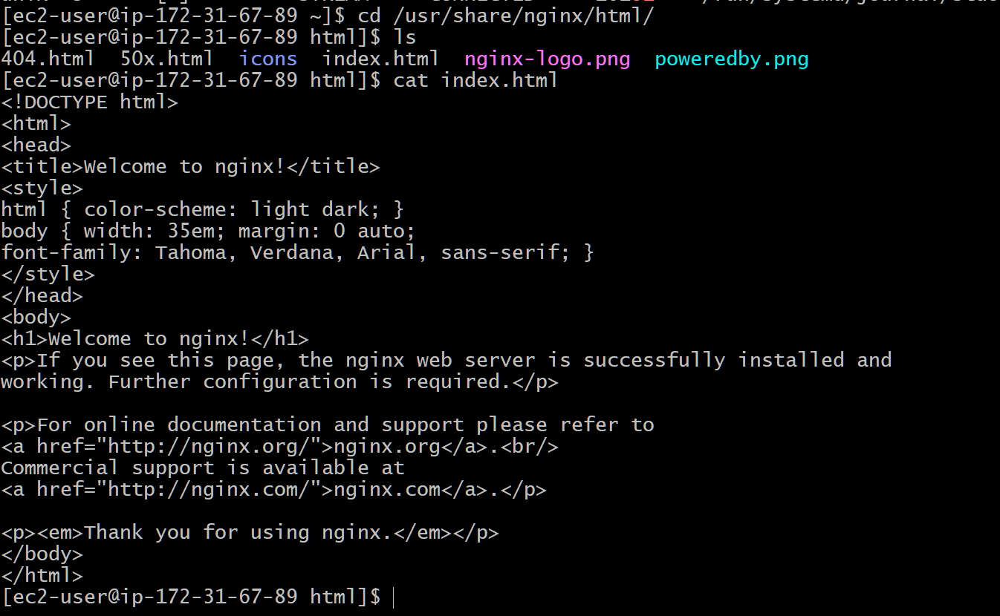 [ec2-user@ip-172-31-67-89 ~]$ cd /usr/share/nginx/html/
[ec2-user@ip-172-31-67-89 html]$ ls
404.html  50x.html  icons  index.html  nginx-logo.png  poweredby.png
[ec2-user@ip-172-31-67-89 html]$ cat index.html
<!DOCTYPE html>
<html>
<head>
<title>Welcome to nginx!</title>
<style>
html { color-scheme: light dark; }
body { width: 35em; margin: 0 auto;
font-family: Tahoma, Verdana, Arial, sans-serif; }
</style>
</head>
<body>
<h1>Welcome to nginx!</h1>
<p>If you see this page, the nginx web server is successfully installed and
working. Further configuration is required.</p>

<p>For online documentation and support please refer to
<a href="http://nginx.org/">nginx.org</a>.<br/>
Commercial support is available at
<a href="http://nginx.com/">nginx.com</a>.</p>

<p><em>Thank you for using nginx.</em></p>
</body>
</html>
[ec2-user@ip-172-31-67-89 html]$